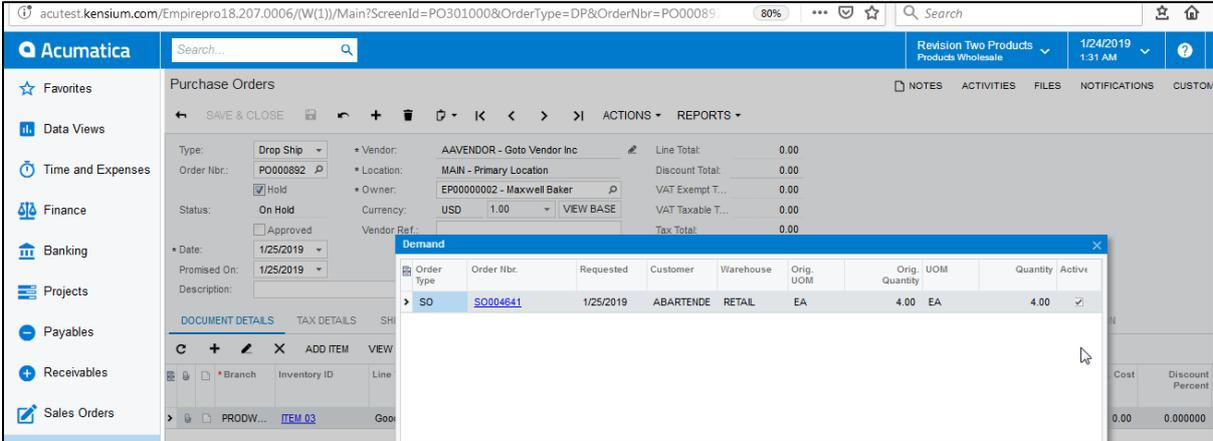 acutest.kensium.com/Empirepro18.207.0006/(W(1))/Main?ScreenId=PO301000&OrderType=DP&OrderNbr=PO00089 80% Search
Acumatica Search... Revision Two Products 1/24/2019
Products Wholesale 1:31 AM
Favorites Purchase Orders NOTES ACTIVITIES FILES NOTIFICATIONS CUSTOM
SAVE & CLOSE ACTIONS REPORTS
Data Views
Type: Drop Ship * Vendor: AAVENDOR - Goto Vendor Inc Line Total: 0.00
Time and Expenses Order Nbr.: PO000892 * Location: MAIN - Primary Location Discount Total: 0.00
Hold * Owner: EP00000002 - Maxwell Baker VAT Exempt T... 0.00
Finance Status: On Hold Currency: USD 1.00 VIEW BASE VAT Taxable T... 0.00
Approved Vendor Ref.: Tax Total: 0.00
Banking * Date: 1/25/2019 Demand
Promised On: 1/25/2019 Order Type Order Nbr. Requested Customer Warehouse Orig. UOM Orig. Quantity UOM Quantity Active
Projects Description: SO SO004641 1/25/2019 ABARTENDE RETAIL EA 4.00 EA 4.00
DOCUMENT DETAILS TAX DETAILS SHI N
Payables
ADD ITEM VIEW
Receivables * Branch Inventory ID Line Cost Discount Percent
Sales Orders PRODW... ITEM 03 Goo 0.00 0.000000